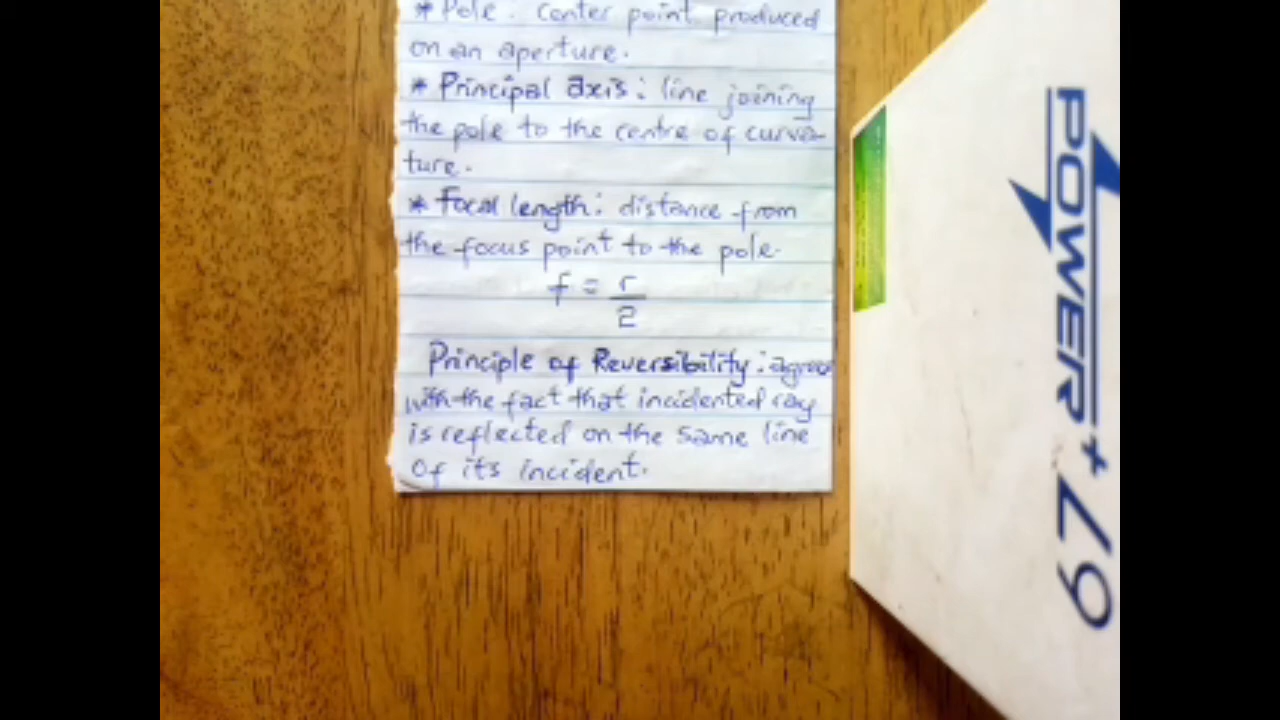 * Pole. Center point produced
on an aperture.
* Principal axis: line joining
the pole to the centre of curva-
ture.
* Focal length: distance from
the focus point to the pole.
f = r/2
Principle of Reversibility: agree
with the fact that incidented ray
is reflected on the same line
of its incident.
POWER+ L9